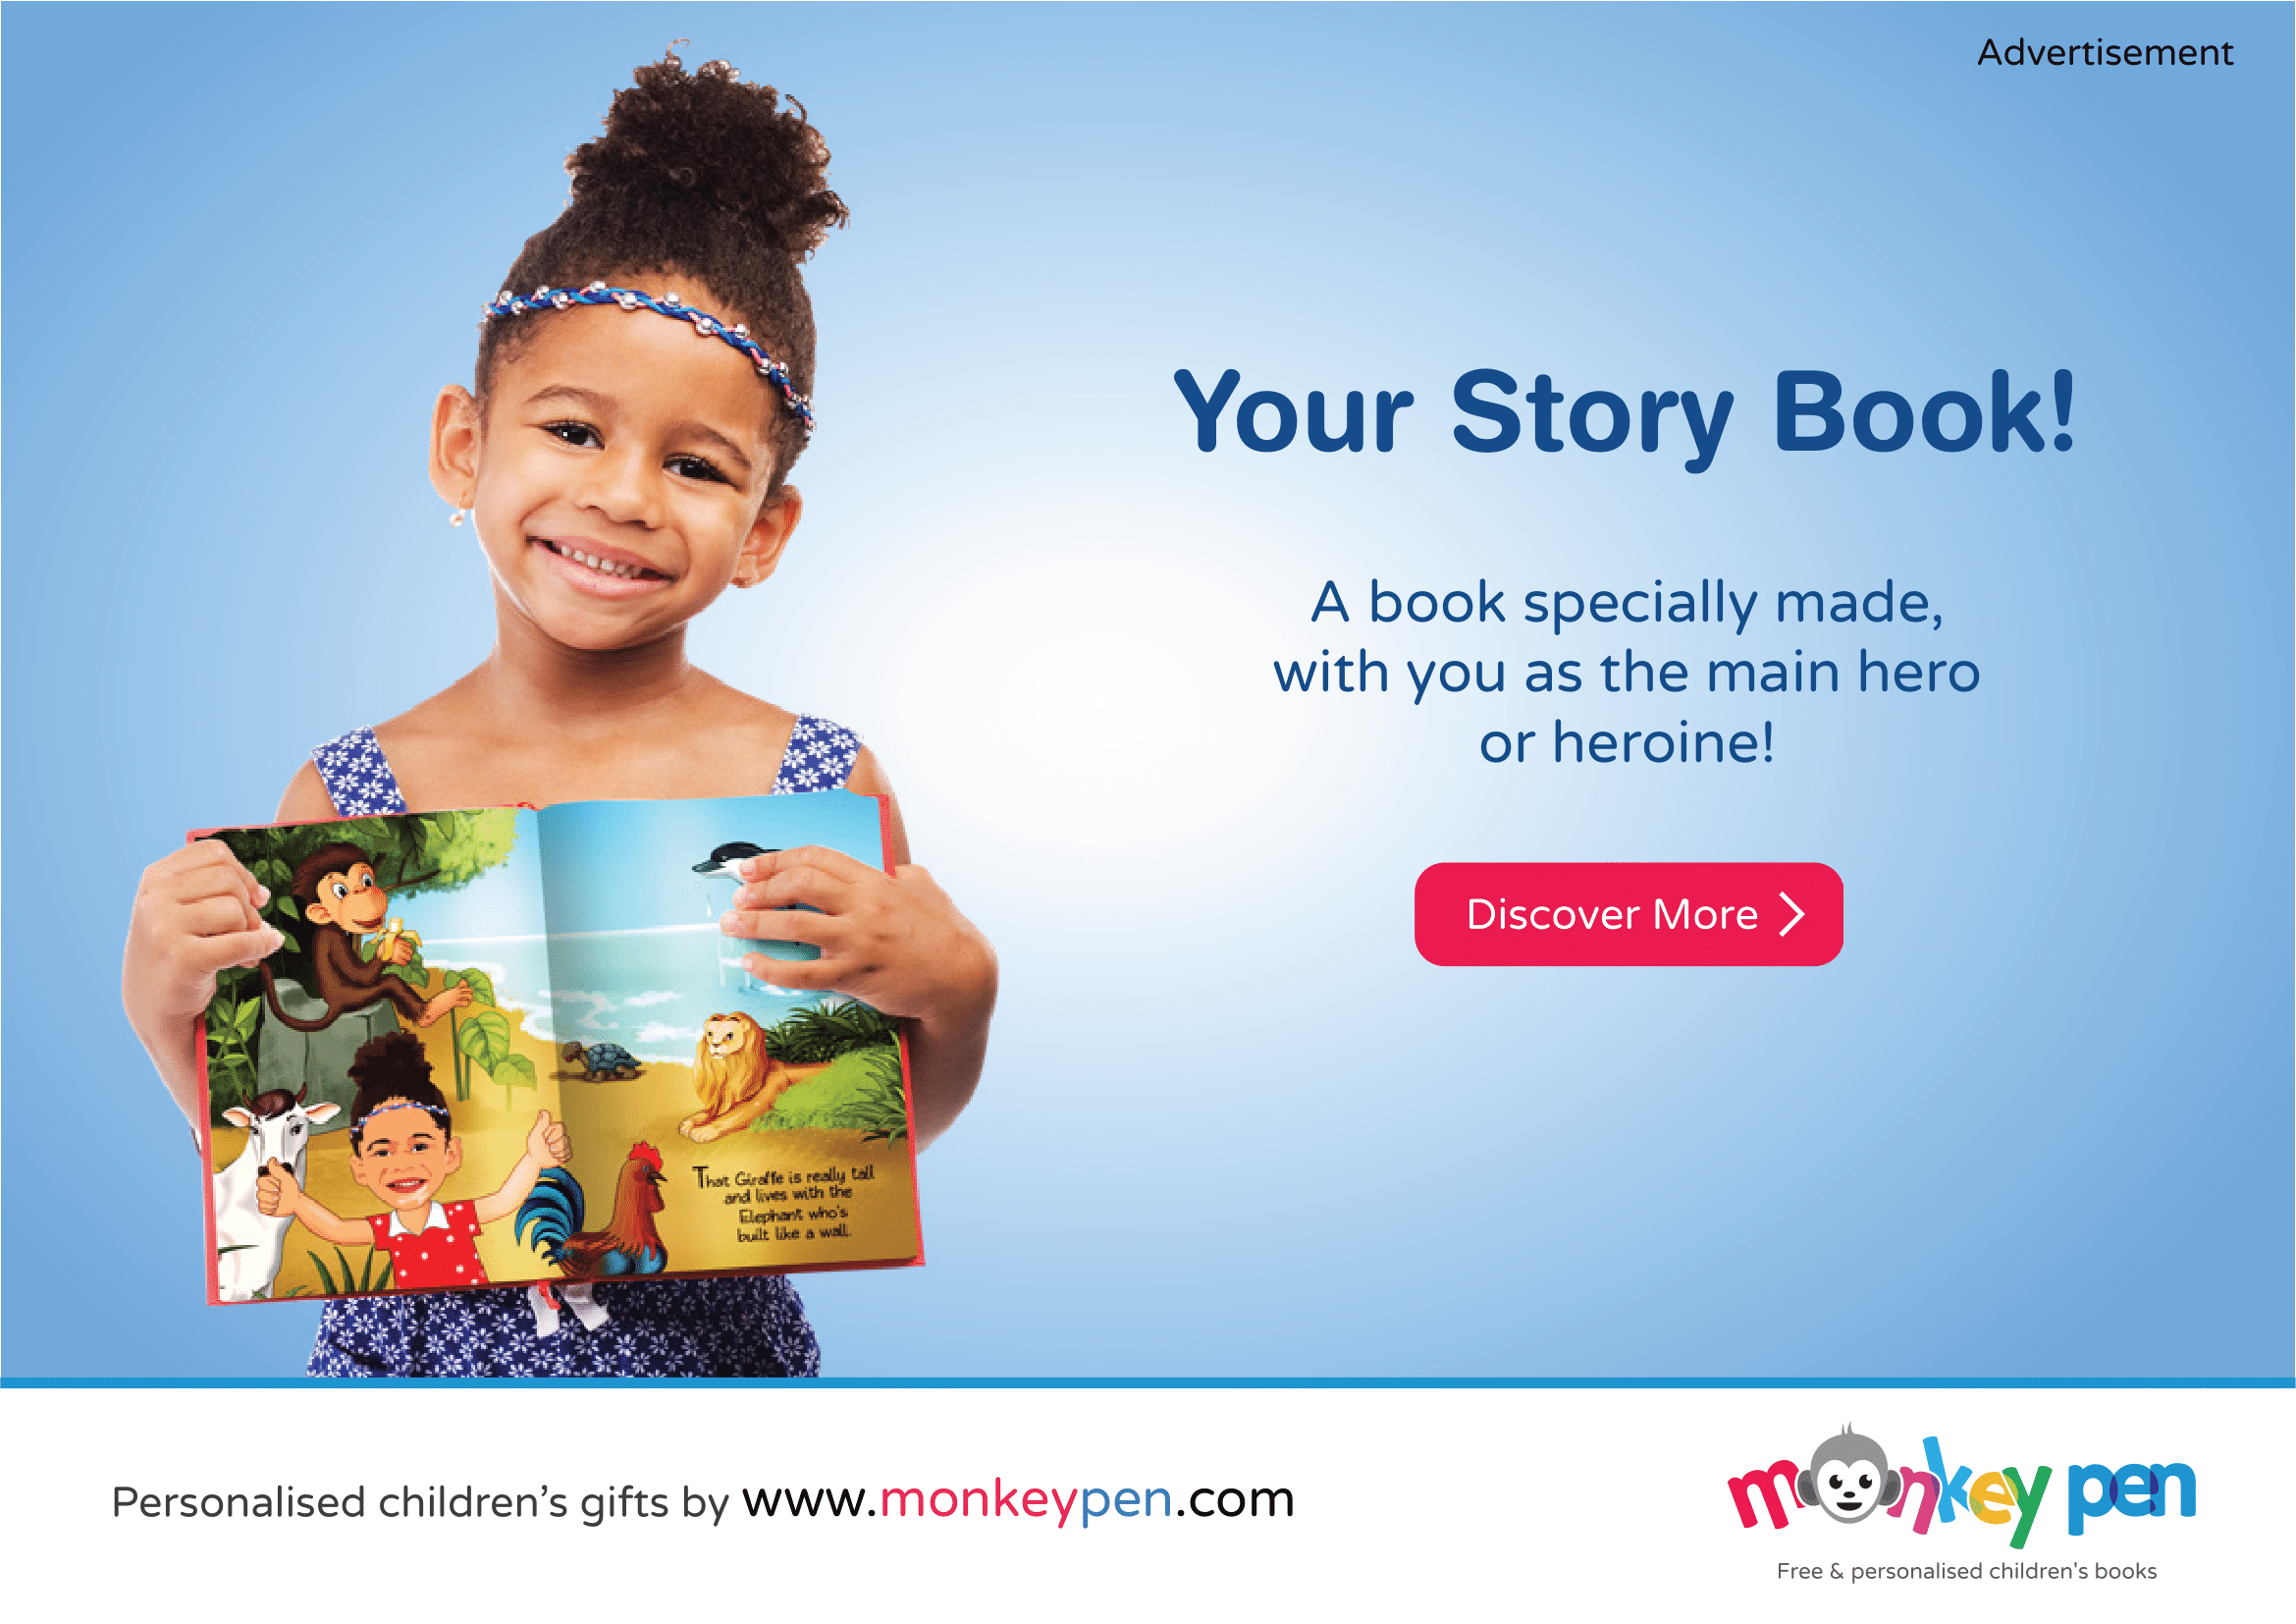 Advertisement
Your Story Book!
A book specially made,
with you as the main hero
or heroine!
Discover More
That Giraffe is really tall
and lives with the
Elephant who's
built like a wall.
Personalised children’s gifts by www.monkeypen.com
monkey pen
Free & personalised children's books